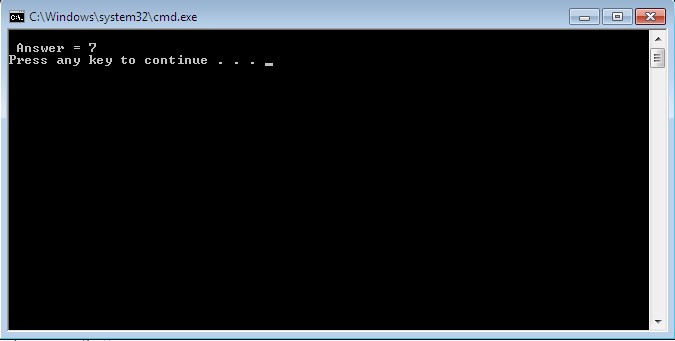 C:\Windows\system32\cmd.exe
Answer = 7
Press any key to continue . . . _